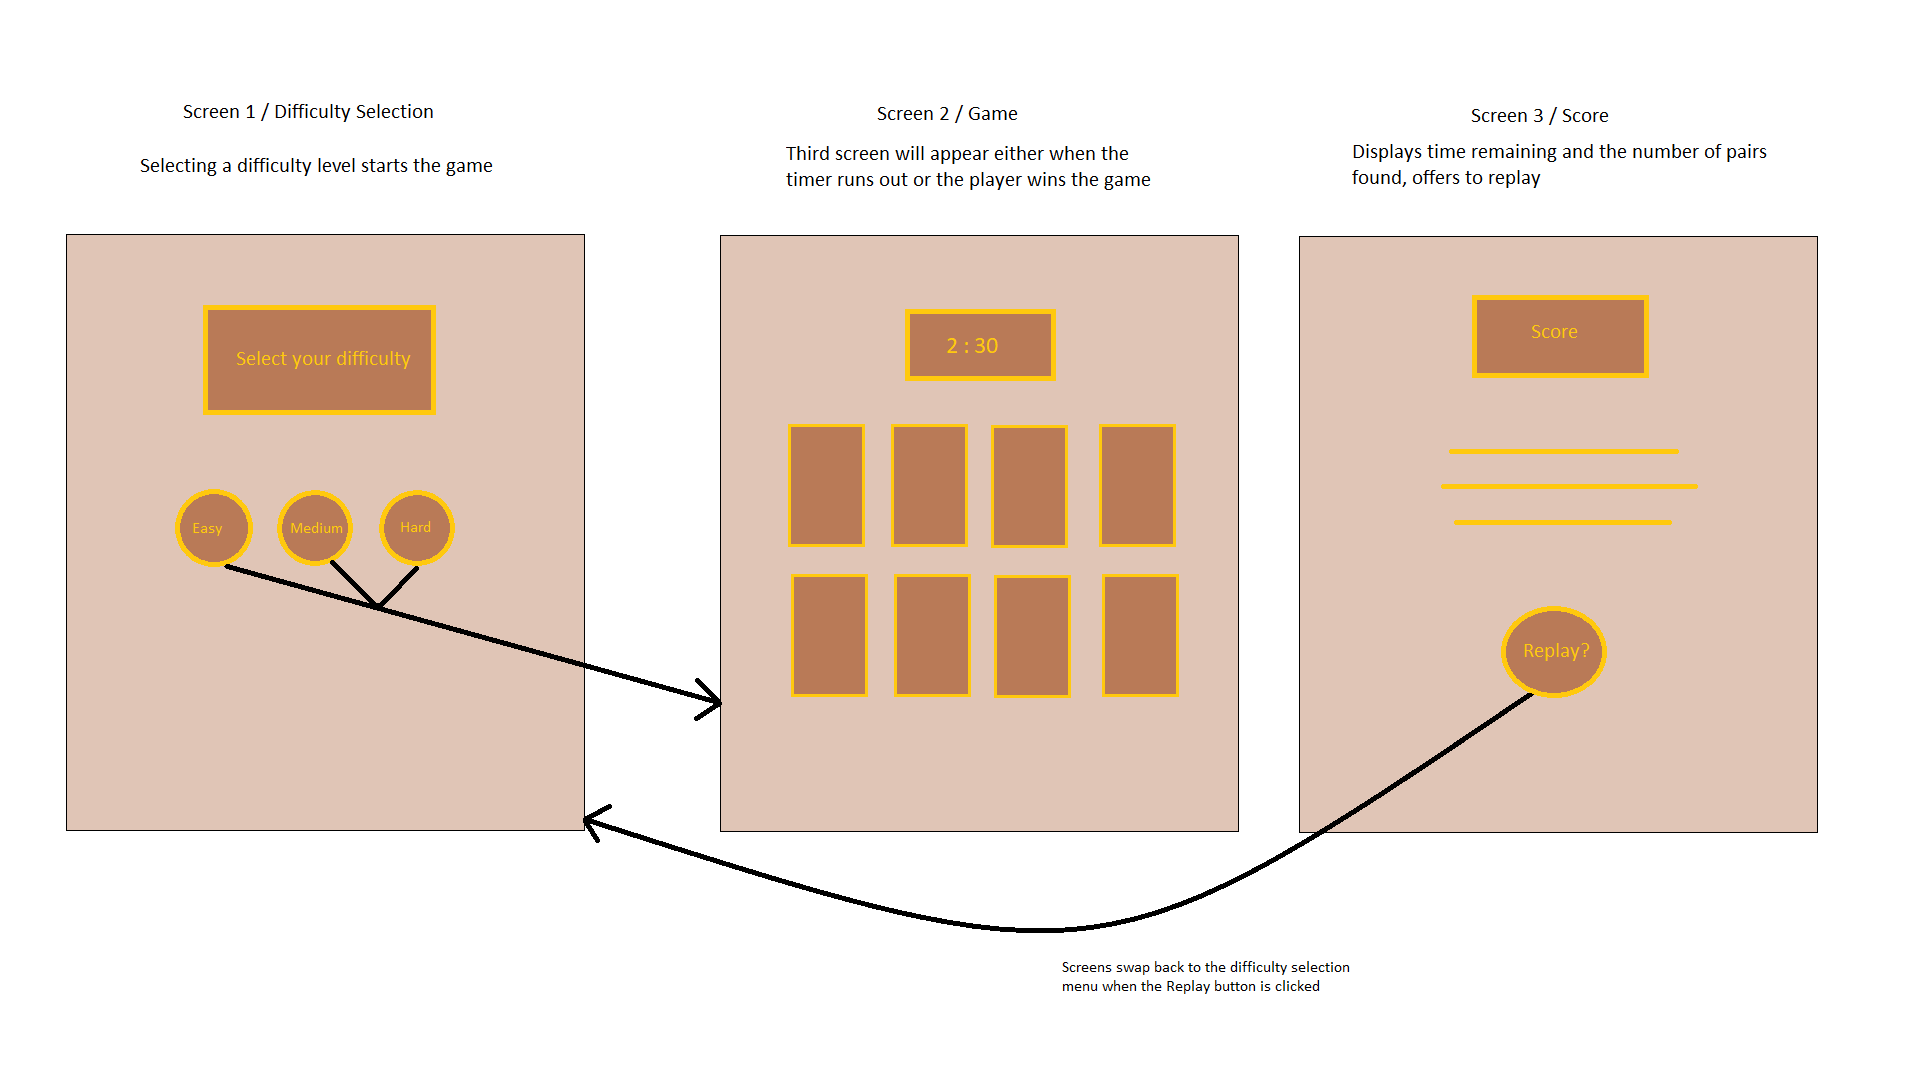 Screen 1 / Difficulty Selection
Selecting a difficulty level starts the game
Select your difficulty
Easy
Medium
Hard
Screen 2 / Game
Third screen will appear either when the
timer runs out or the player wins the game
2 : 30
Screen 3 / Score
Displays time remaining and the number of pairs
found, offers to replay
Score
Replay?
Screens swap back to the difficulty selection
menu when the Replay button is clicked